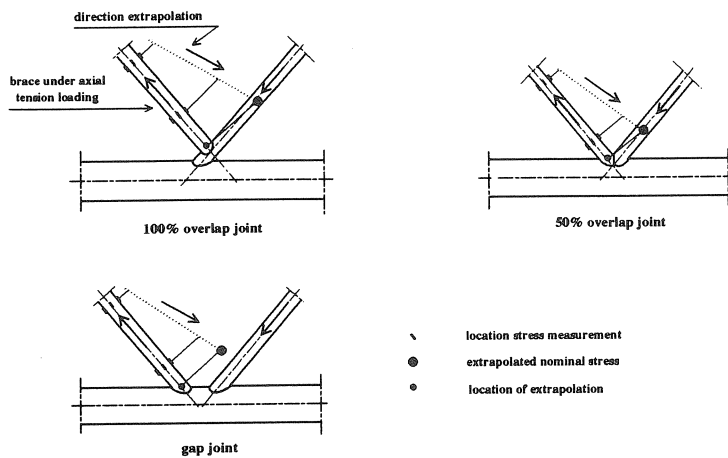 direction extrapolation
brace under axial
tension loading
100% overlap joint
50% overlap joint
gap joint
location stress measurement
extrapolated nominal stress
location of extrapolation